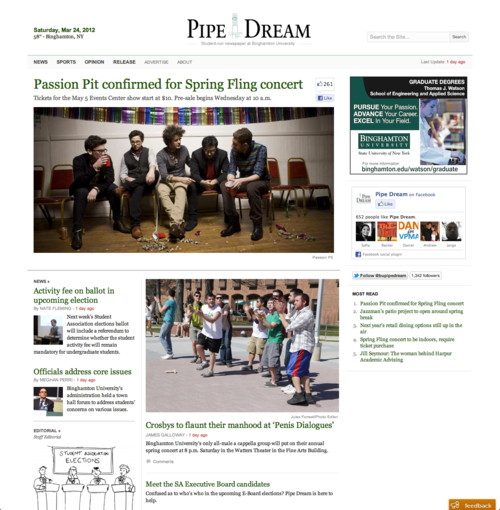 Saturday, Mar 24, 2012
38° - Binghamton, NY
PIPE DREAM
Student-run newspaper at Binghamton University
Search the Site...
Search
NEWS SPORTS OPINION RELEASE ADVERTISE ABOUT
Last Update: 1 day ago
Passion Pit confirmed for Spring Fling concert
Tickets for the May 5 Events Center show start at $10. Pre-sale begins Wednesday at 10 a.m.
261
Like
Passion Pit
GRADUATE DEGREES
Thomas J. Watson
School of Engineering and Applied Science
PURSUE Your Passion.
ADVANCE Your Career.
EXCEL In Your Field.
BINGHAMTON
UNIVERSITY
State University of New York
For more information
binghamton.edu/watson/graduate
PIPE DREAM
Pipe Dream on Facebook
Like
852 people like Pipe Dream.
DAN
for
VPMA
Sofia Rachel Daniel Andrew Jorge
Facebook social plugin
Follow @bupipedream
1,342 followers
MOST READ
1. Passion Pit confirmed for Spring Fling concert
2. Jazzman's patio project to open around spring
break
3. Next year's retail dining options still up in the
air
4. Spring Fling concert to be indoors, require
ticket purchase
5. Jill Seymour: The woman behind Harpur
Academic Advising
NEWS »
Activity fee on ballot in
upcoming election
By NATE FLEMING - 1 day ago
Next week's Student
Association elections ballot
will include a referendum to
determine whether the student
activity fee will remain
mandatory for undergraduate students.
Officials address core issues
By MEGHAN PERRI - 1 day ago
Binghamton University's
administration held a town
hall forum to address students'
concerns on various issues.
EDITORIAL »
Staff Editorial
STUDENT ASSOCIATION
ELECTIONS
Crosbys to flaunt their manhood at 'Penis Dialogues'
JAMES GALLOWAY - 1 day ago
Binghamton University's only all-male a cappella group will put on their annual
spring concert at 8 p.m. Saturday in the Watters Theater in the Fine Arts Building.
Comments
Meet the SA Executive Board candidates
Confused as to who's who in the upcoming E-Board elections? Pipe Dream is here to
help.
feedback